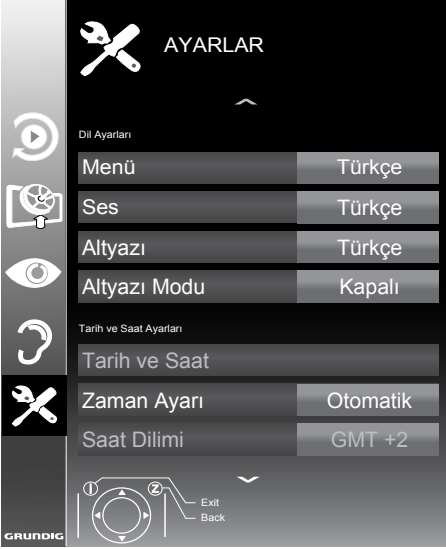 AYARLAR
Dil Ayarları
Menü Türkçe
Ses Türkçe
Altyazı Türkçe
Altyazı Modu Kapalı
Tarih ve Saat Ayarları
Tarih ve Saat
Zaman Ayarı Otomatik
Saat Dilimi GMT +2
Z
Exit
Back
GRUNDIG